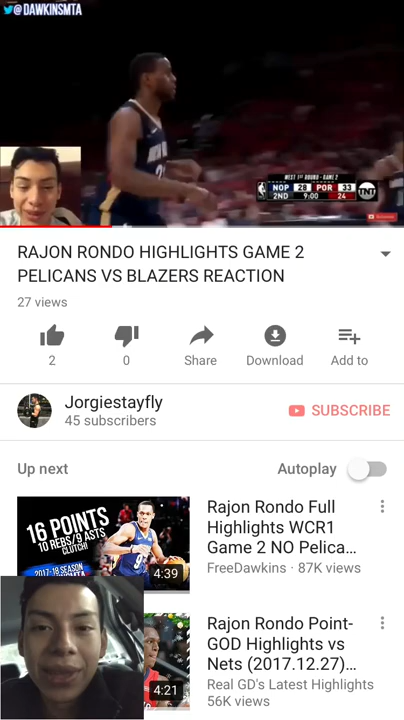 @DAWKINSMTA
WEST 1ST ROUND - GAME 2
NOP 28 POR 33
2ND 9:00 24
TNT
RAJON RONDO HIGHLIGHTS GAME 2
PELICANS VS BLAZERS REACTION
27 views
2
0
Share
Download
Add to
Jorgiestayfly
45 subscribers
SUBSCRIBE
Up next
Autoplay
16 POINTS
10 REBS/9 ASTS
CLUTCH!
2017-18 SEASON
4:39
Rajon Rondo Full
Highlights WCR1
Game 2 NO Pelica...
FreeDawkins · 87K views
4:21
Rajon Rondo Point-
GOD Highlights vs
Nets (2017.12.27)...
Real GD's Latest Highlights
56K views